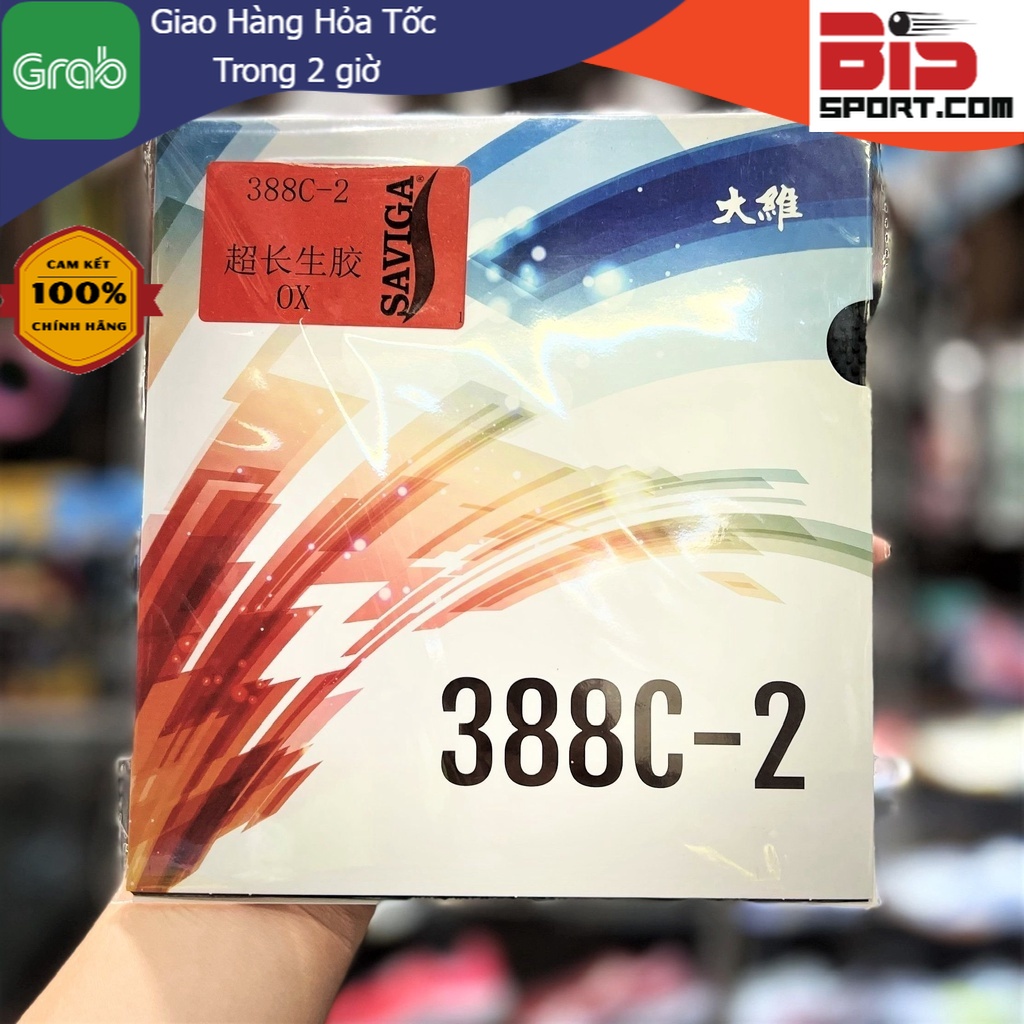 Grab
Giao Hàng Hỏa Tốc
Trong 2 giờ
BIS
SPORT.COM
CAM KẾT
100%
CHÍNH HÃNG
388C-2
超长生胶
OX
SAVIGA®
1
大維
388C-2